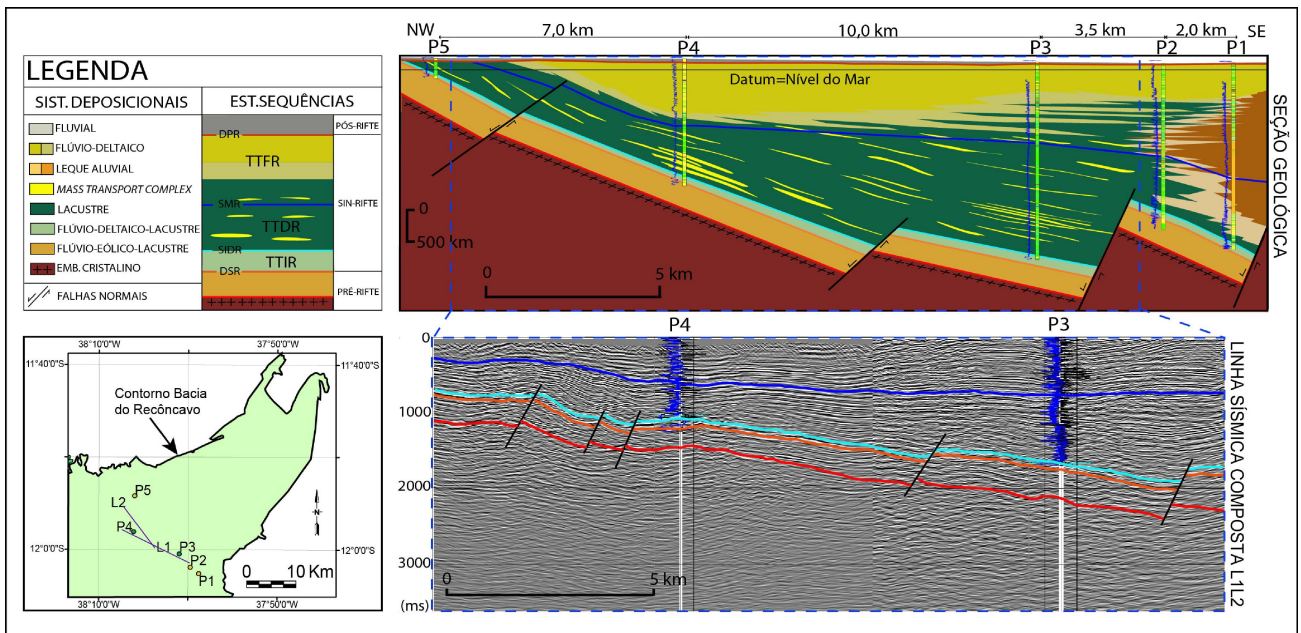 LEGENDA
SIST. DEPOSICIONAIS
EST.SEQUÊNCIAS
FLUVIAL
FLÚVIO-DELTAICO
LEQUE ALUVIAL
MASS TRANSPORT COMPLEX
LACUSTRE
FLÚVIO-DELTAICO-LACUSTRE
FLÚVIO-EÓLICO-LACUSTRE
EMB.CRISTALINO
FALHAS NORMAIS
DPR
TTFR
SMR
TTDR
SIDR
TTIR
DSR
PÓS-RIFTE
SIN-RIFTE
PRÉ-RIFTE
NW 7,0 km 10,0 km 3,5 km 2,0 km SE
P5 P4 P3 P2 P1
Datum=Nível do Mar
0
500 km
0 5 km
SEÇÃO GEOLÓGICA
38°10'0"W 37°50'0"W
11°40'0"S 11°40'0"S
Contorno Bacia
do Recôncavo
P5
L2
P4
L1 P3
P2
P1
N
12°0'0"S 12°0'0"S
0 10 Km
38°10'0"W 37°50'0"W
P4 P3
0
1000
2000
3000
(ms)
0 5 km
LINHA SÍSMICA COMPOSTA L1L2